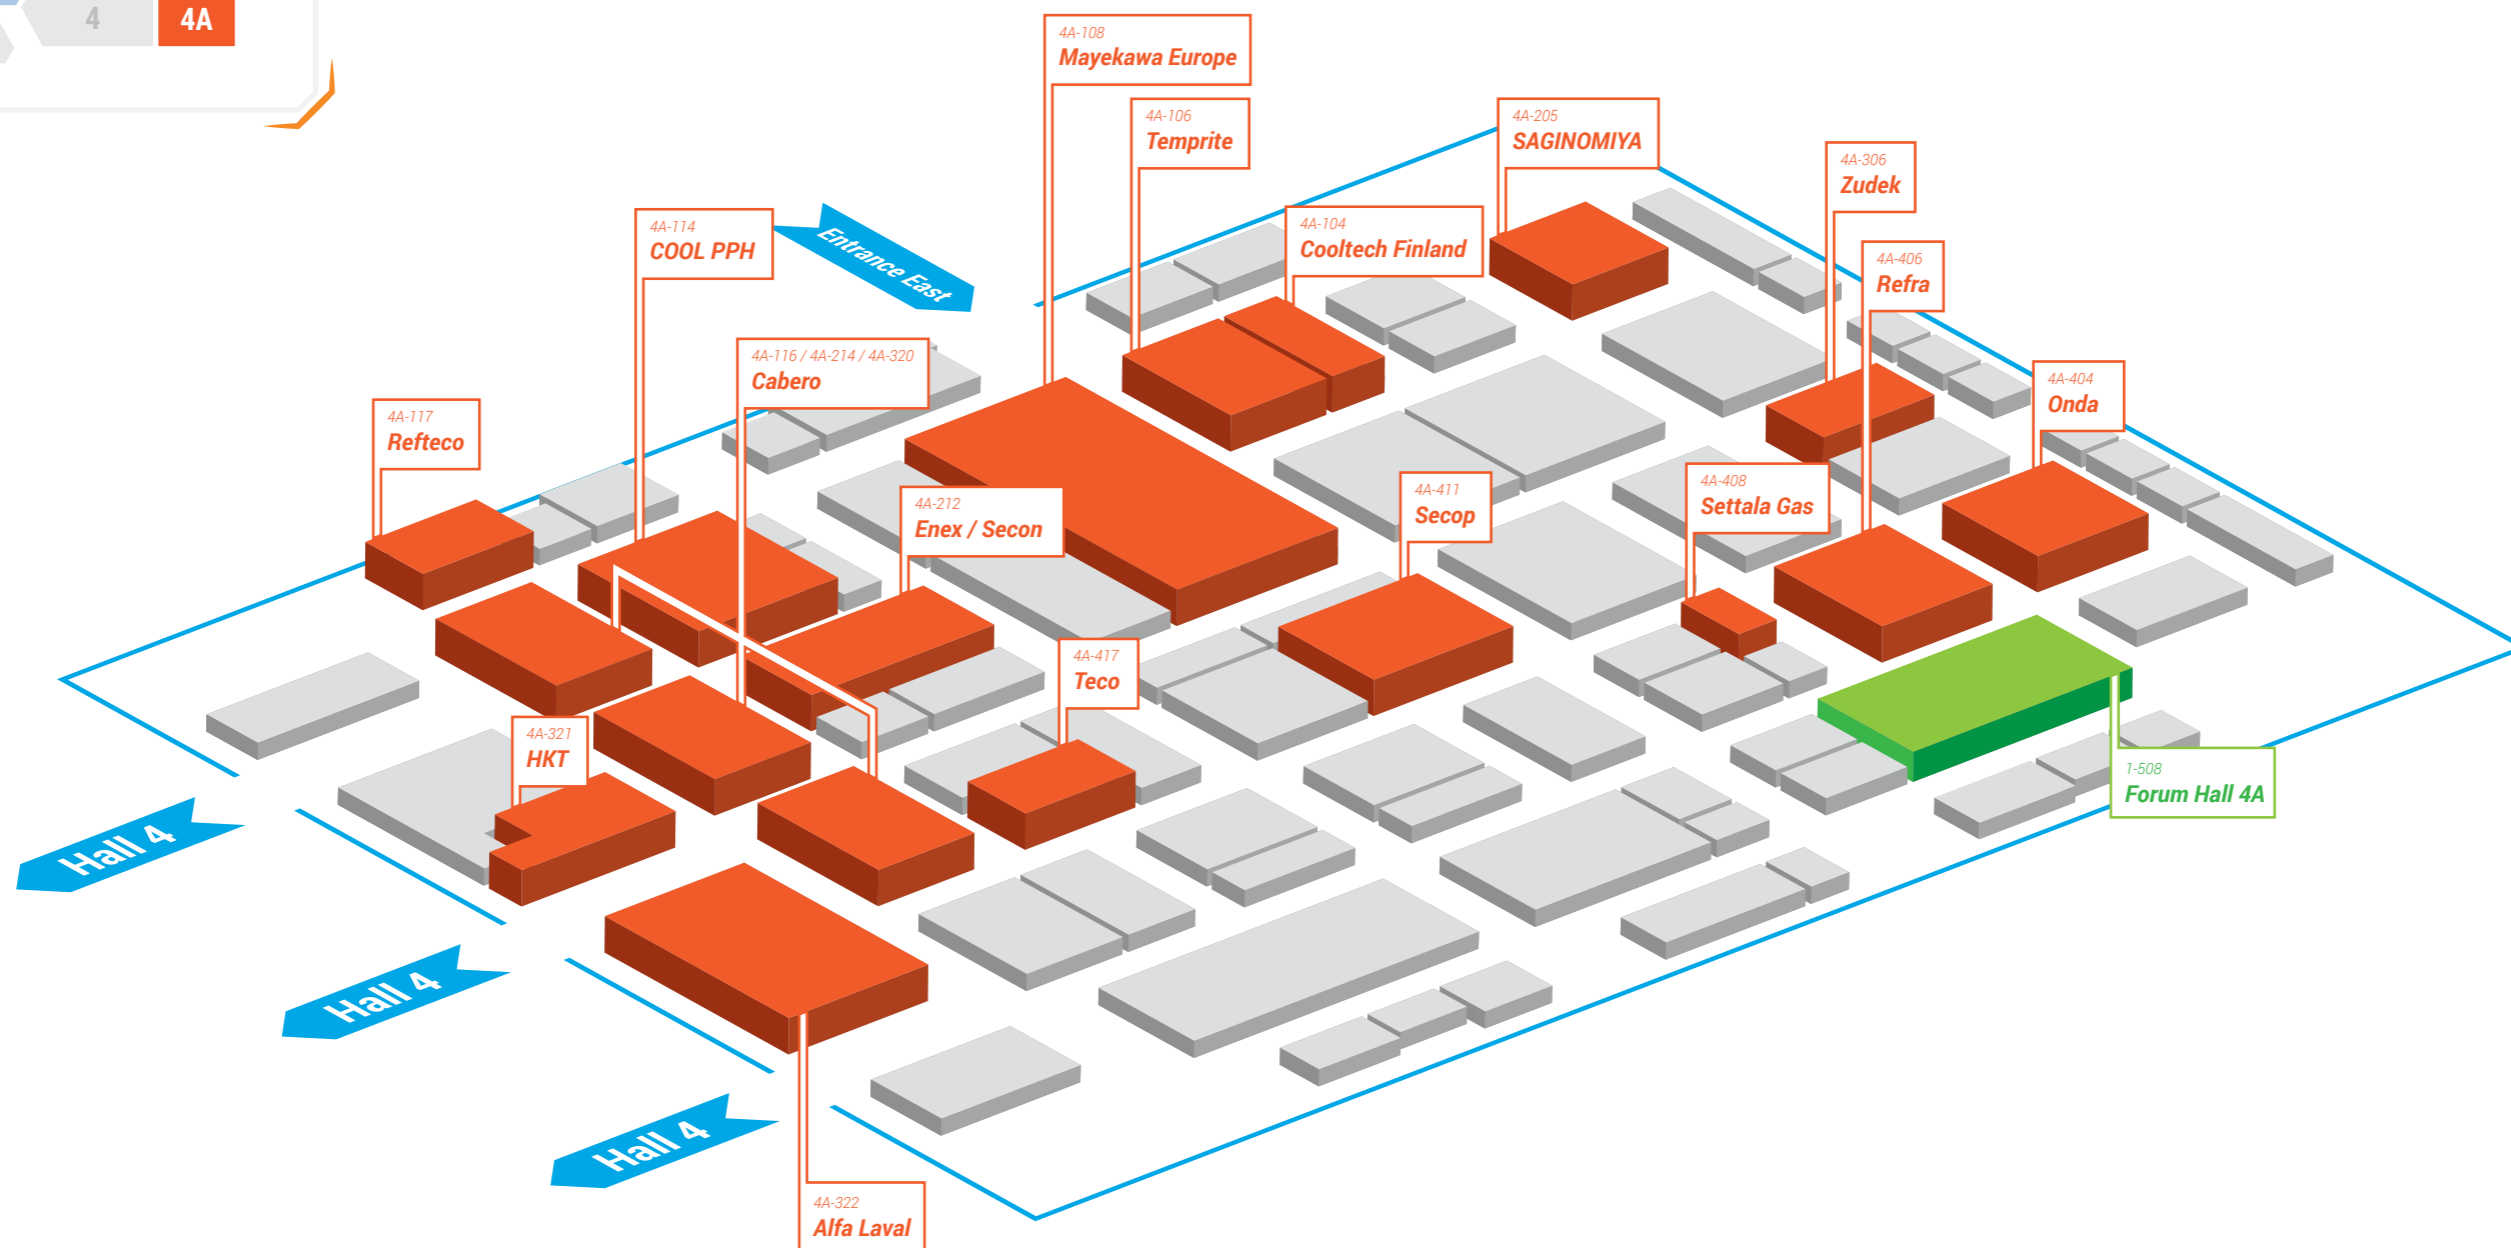 4
4A
4A-108
Mayekawa Europe
4A-106
Temprite
4A-205
SAGINOMIYA
4A-306
Zudek
4A-114
COOL PPH
Entrance East
4A-104
Cooltech Finland
4A-406
Refra
4A-116 / 4A-214 / 4A-320
Cabero
4A-404
Onda
4A-117
Refteco
4A-212
Enex / Secon
4A-411
Secop
4A-408
Settala Gas
4A-417
Teco
4A-321
HKT
1-508
Forum Hall 4A
Hall 4
Hall 4
Hall 4
4A-322
Alfa Laval